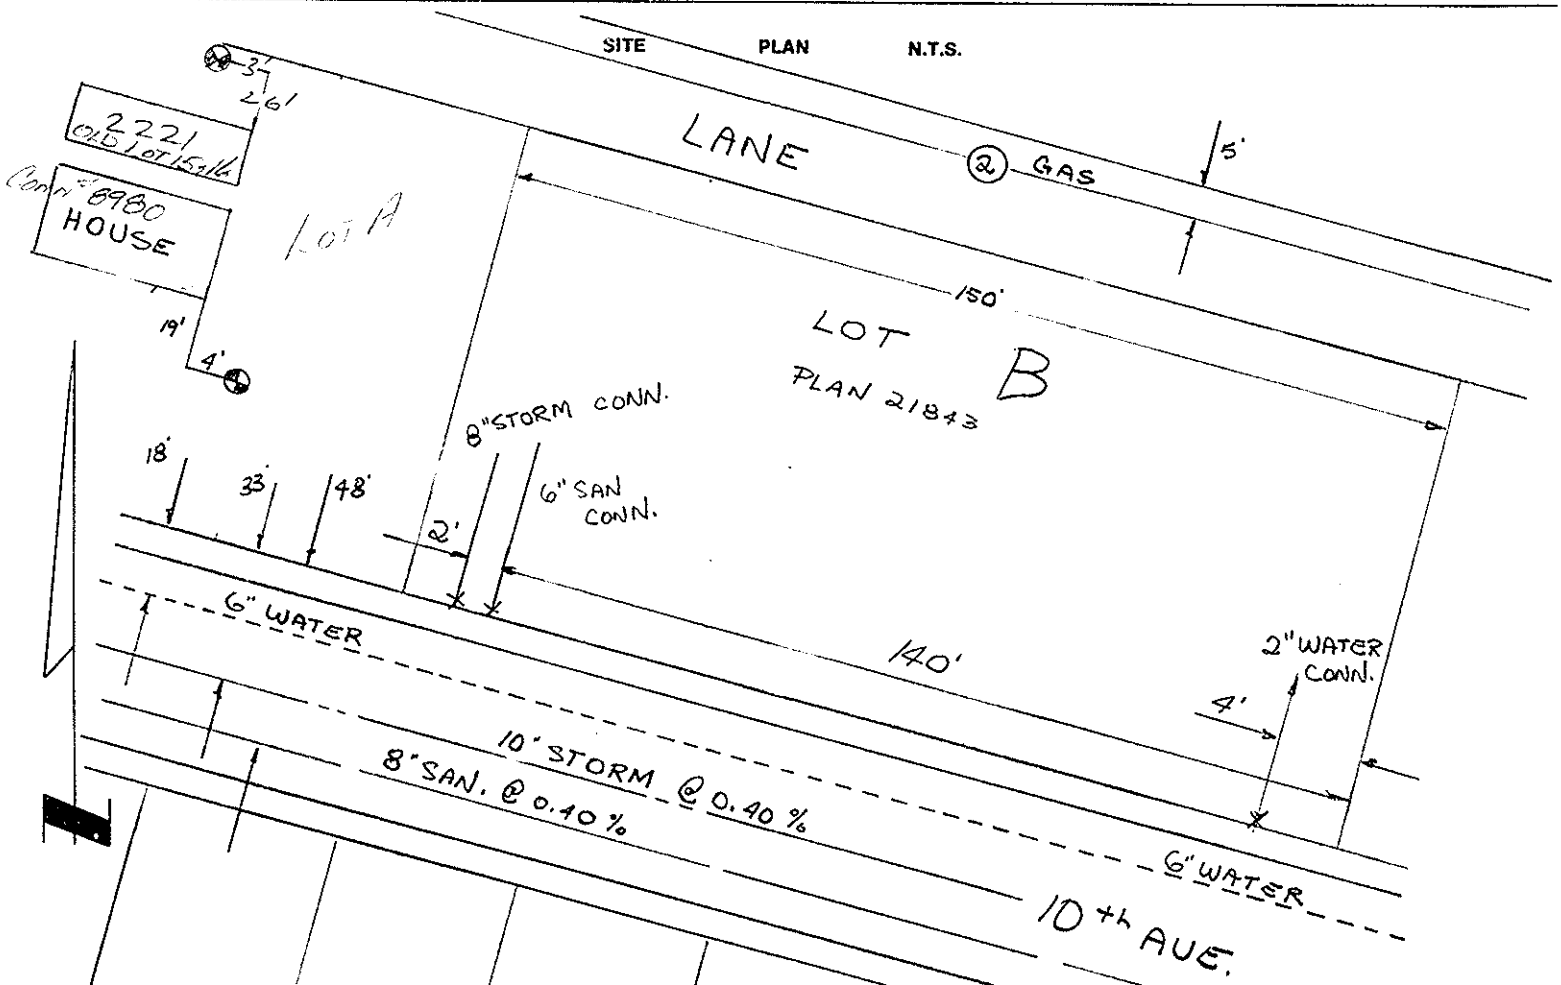 SITE PLAN N.T.S.
3'
26'
2221
OLD LOT 15 & 16
CONN # 8980
HOUSE
LOT A
19'
4'
LANE
② GAS
5'
150'
LOT B
PLAN 21843
8" STORM CONN.
6" SAN
CONN.
18'
33'
48'
2'
140'
2" WATER
CONN.
4'
6" WATER
10" STORM @ 0.40 %
8" SAN. @ 0.40 %
6" WATER
10th AVE.